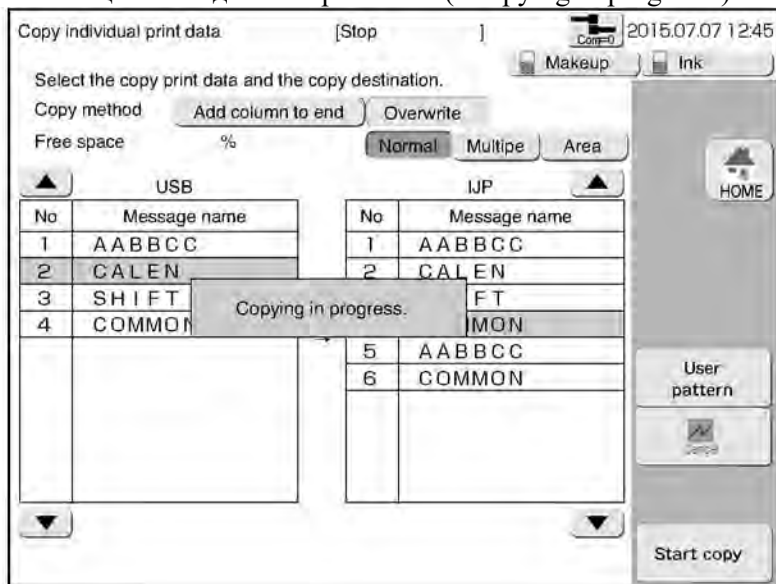 Copy individual print data [Stop ] Com=0 2015.07.07 12:45
Makeup Ink
Select the copy print data and the copy destination.
Copy method Add column to end Overwrite
Free space % Normal Multipe Area
HOME
USB IJP
No Message name No Message name
1 AABBCC 1 AABBCC
2 CALEN 2 CALEN
3 SHIFT FT
4 COMMON MON
Copying in progress.
5 AABBCC
6 COMMON
User
pattern
Start copy